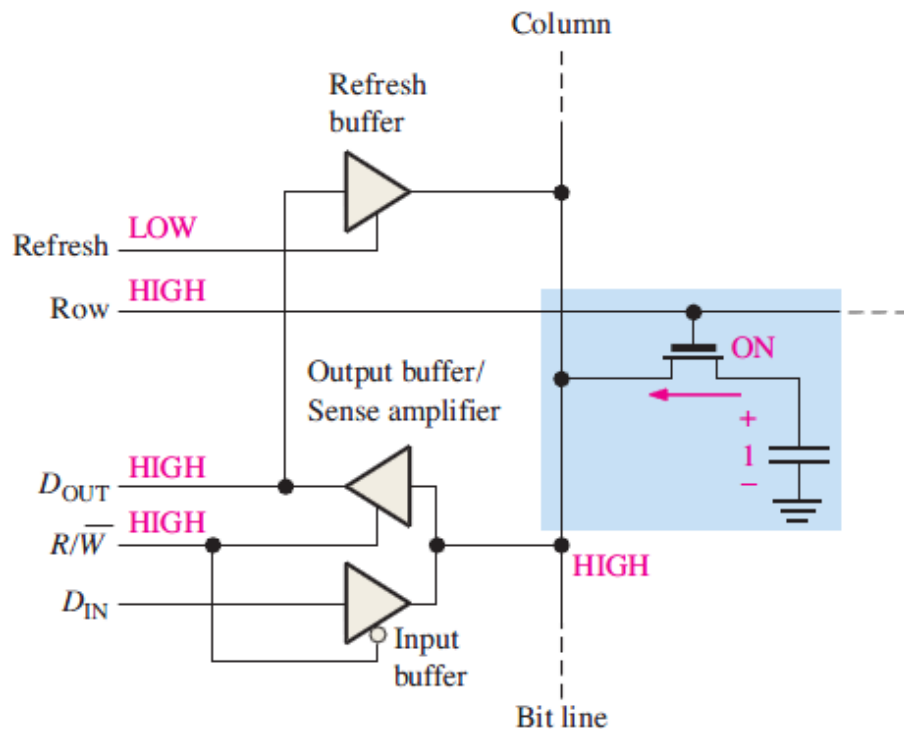 Column
Refresh
buffer
LOW
Refresh
HIGH
Row
ON
Output buffer/
Sense amplifier
+
1
−
HIGH
D_OUT
HIGH
R/W̅
HIGH
D_IN
Input
buffer
Bit line